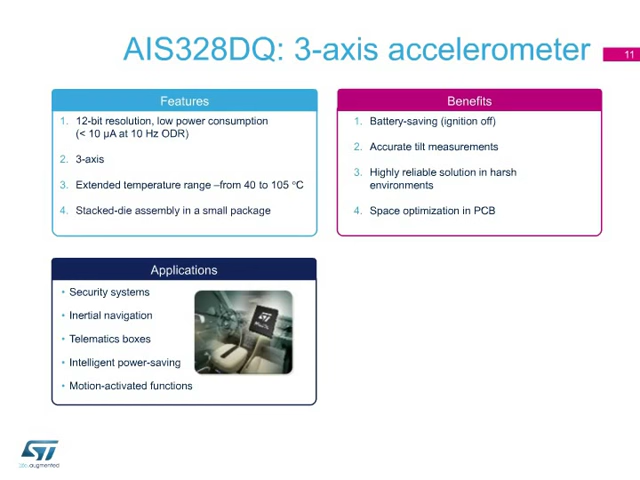 AIS328DQ: 3-axis accelerometer
11
Features
1. 12-bit resolution, low power consumption
(< 10 µA at 10 Hz ODR)
2. 3-axis
3. Extended temperature range –from 40 to 105 °C
4. Stacked-die assembly in a small package
Benefits
1. Battery-saving (ignition off)
2. Accurate tilt measurements
3. Highly reliable solution in harsh
environments
4. Space optimization in PCB
Applications
• Security systems
• Inertial navigation
• Telematics boxes
• Intelligent power-saving
• Motion-activated functions
ST
life.augmented